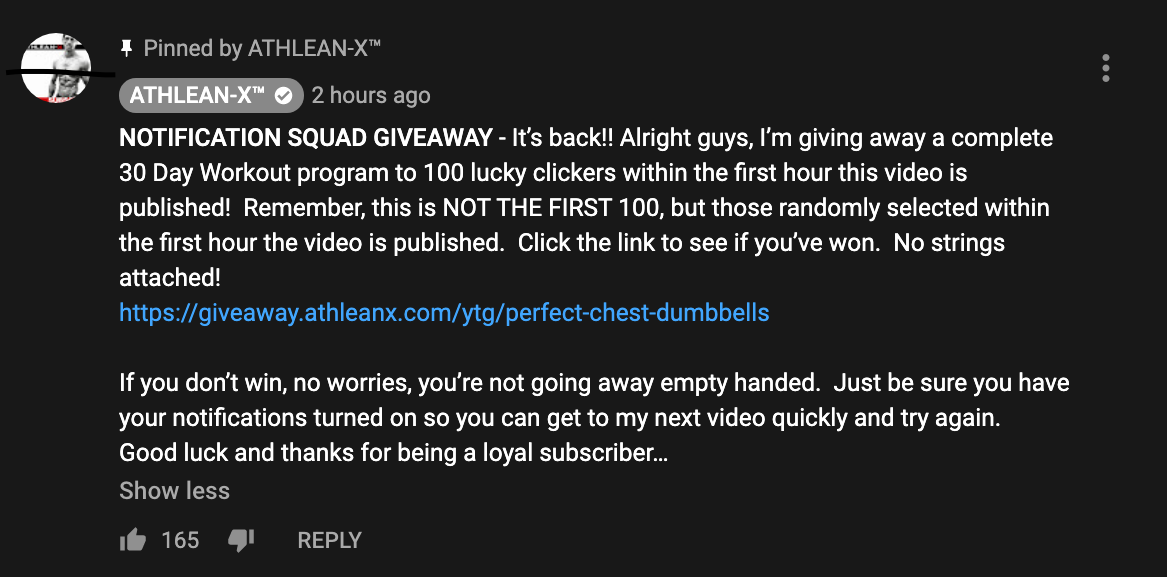 Pinned by ATHLEAN-X™
ATHLEAN-X™ 2 hours ago
NOTIFICATION SQUAD GIVEAWAY - It’s back!! Alright guys, I’m giving away a complete
30 Day Workout program to 100 lucky clickers within the first hour this video is
published!  Remember, this is NOT THE FIRST 100, but those randomly selected within
the first hour the video is published.  Click the link to see if you’ve won.  No strings
attached!
https://giveaway.athleanx.com/ytg/perfect-chest-dumbbells
If you don’t win, no worries, you’re not going away empty handed.  Just be sure you have
your notifications turned on so you can get to my next video quickly and try again.
Good luck and thanks for being a loyal subscriber…
Show less
165 REPLY